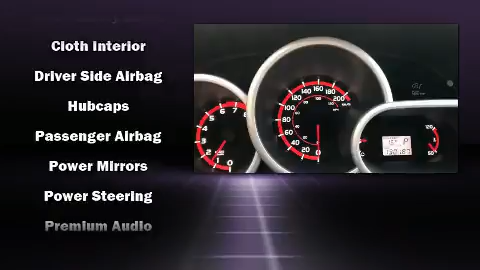 Cloth Interior
Driver Side Airbag
Hubcaps
Passenger Airbag
Power Mirrors
Power Steering
Premium Audio